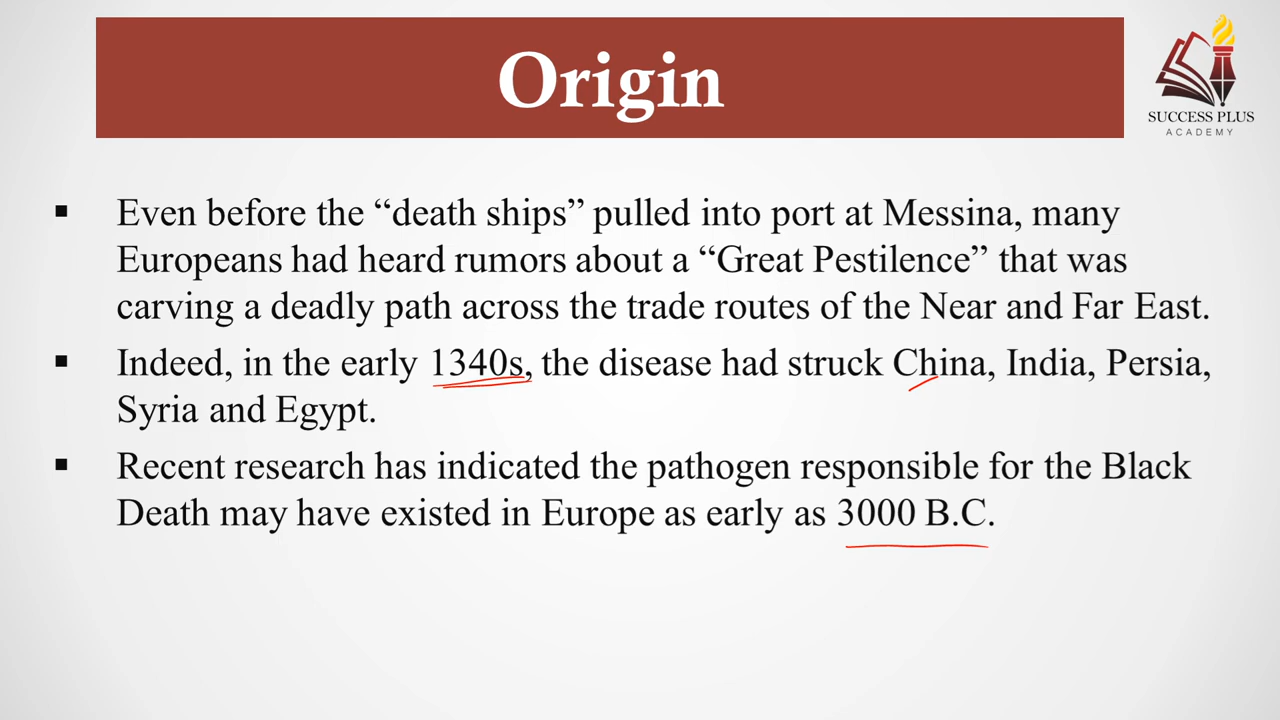 Origin
SUCCESS PLUS
ACADEMY
▪ Even before the “death ships” pulled into port at Messina, many
Europeans had heard rumors about a “Great Pestilence” that was
carving a deadly path across the trade routes of the Near and Far East.
▪ Indeed, in the early 1340s, the disease had struck China, India, Persia,
Syria and Egypt.
▪ Recent research has indicated the pathogen responsible for the Black
Death may have existed in Europe as early as 3000 B.C.